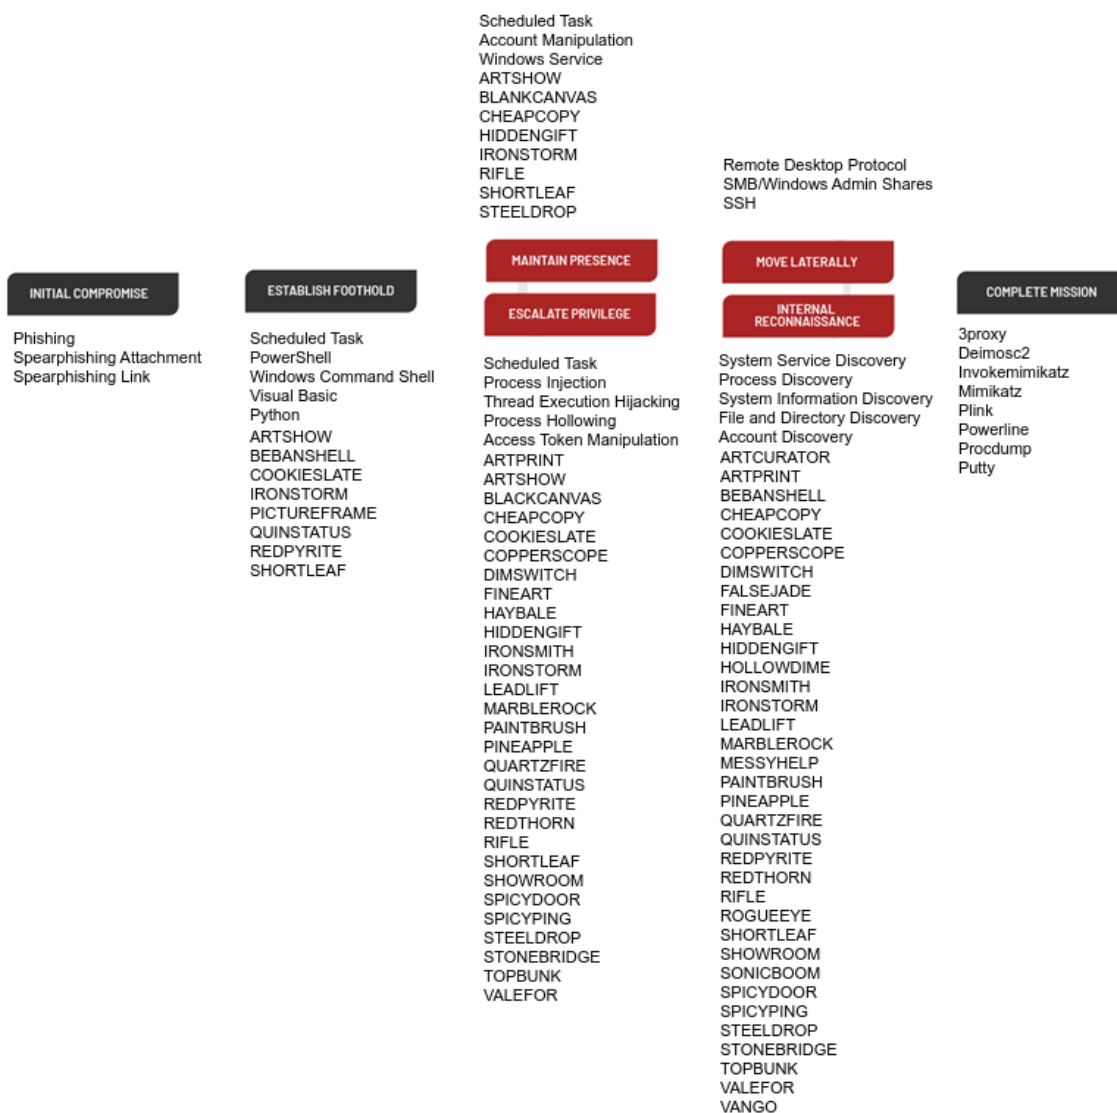 INITIAL COMPROMISE
Phishing
Spearphishing Attachment
Spearphishing Link
ESTABLISH FOOTHOLD
Scheduled Task
PowerShell
Windows Command Shell
Visual Basic
Python
ARTSHOW
BEBANSHELL
COOKIESLATE
IRONSTORM
PICTUREFRAME
QUINSTATUS
REDPYRITE
SHORTLEAF
Scheduled Task
Account Manipulation
Windows Service
ARTSHOW
BLANKCANVAS
CHEAPCOPY
HIDDENGIFT
IRONSTORM
RIFLE
SHORTLEAF
STEELDROP
MAINTAIN PRESENCE
ESCALATE PRIVILEGE
Scheduled Task
Process Injection
Thread Execution Hijacking
Process Hollowing
Access Token Manipulation
ARTPRINT
ARTSHOW
BLACKCANVAS
CHEAPCOPY
COOKIESLATE
COPPERSCOPE
DIMSWITCH
FINEART
HAYBALE
HIDDENGIFT
IRONSMITH
IRONSTORM
LEADLIFT
MARBLEROCK
PAINTBRUSH
PINEAPPLE
QUARTZFIRE
QUINSTATUS
REDPYRITE
REDTHORN
RIFLE
SHORTLEAF
SHOWROOM
SPICYDOOR
SPICYPING
STEELDROP
STONEBRIDGE
TOPBUNK
VALEFOR
Remote Desktop Protocol
SMB/Windows Admin Shares
SSH
MOVE LATERALLY
INTERNAL
RECONNAISSANCE
System Service Discovery
Process Discovery
System Information Discovery
File and Directory Discovery
Account Discovery
ARTCURATOR
ARTPRINT
BEBANSHELL
CHEAPCOPY
COOKIESLATE
COPPERSCOPE
DIMSWITCH
FALSEJADE
FINEART
HAYBALE
HIDDENGIFT
HOLLOWDIME
IRONSMITH
IRONSTORM
LEADLIFT
MARBLEROCK
MESSYHELP
PAINTBRUSH
PINEAPPLE
QUARTZFIRE
QUINSTATUS
REDPYRITE
REDTHORN
RIFLE
ROGUEEYE
SHORTLEAF
SHOWROOM
SONICBOOM
SPICYDOOR
SPICYPING
STEELDROP
STONEBRIDGE
TOPBUNK
VALEFOR
VANGO
COMPLETE MISSION
3proxy
Deimosc2
Invokemimikatz
Mimikatz
Plink
Powerline
Procdump
Putty